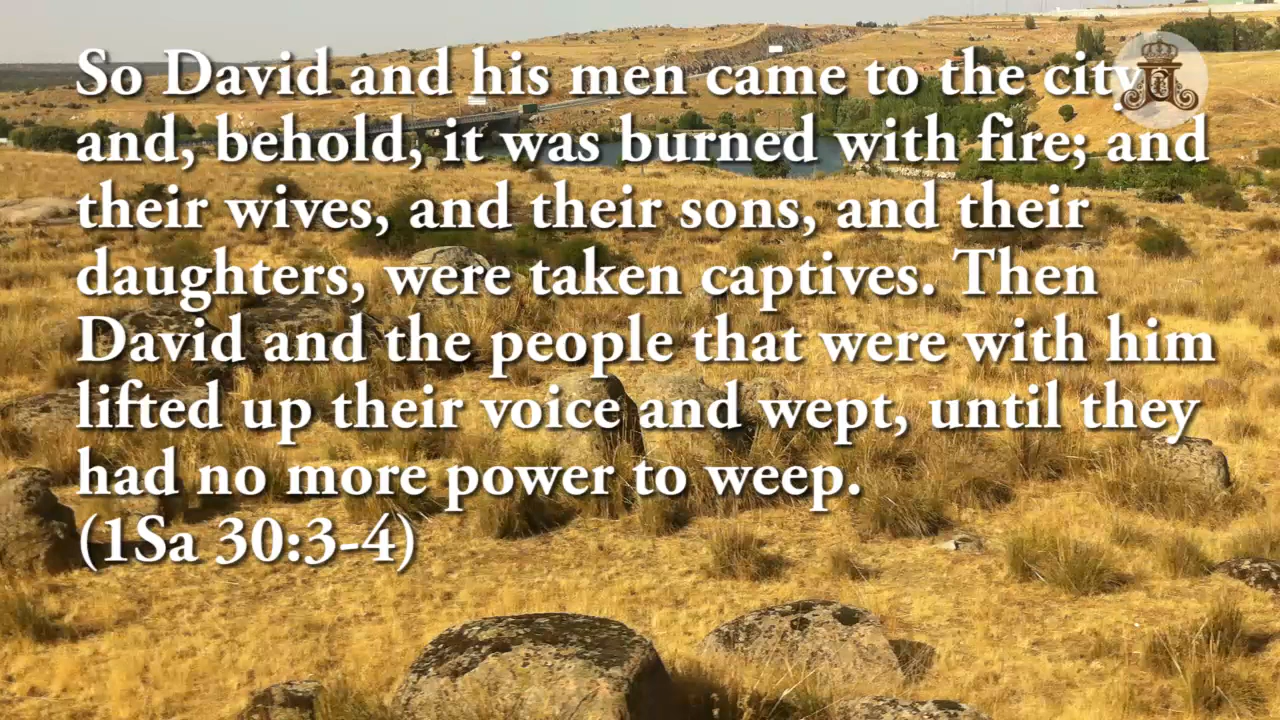 So David and his men came to the city,
and, behold, it was burned with fire; and
their wives, and their sons, and their
daughters, were taken captives. Then
David and the people that were with him
lifted up their voice and wept, until they
had no more power to weep.
(1Sa 30:3-4)